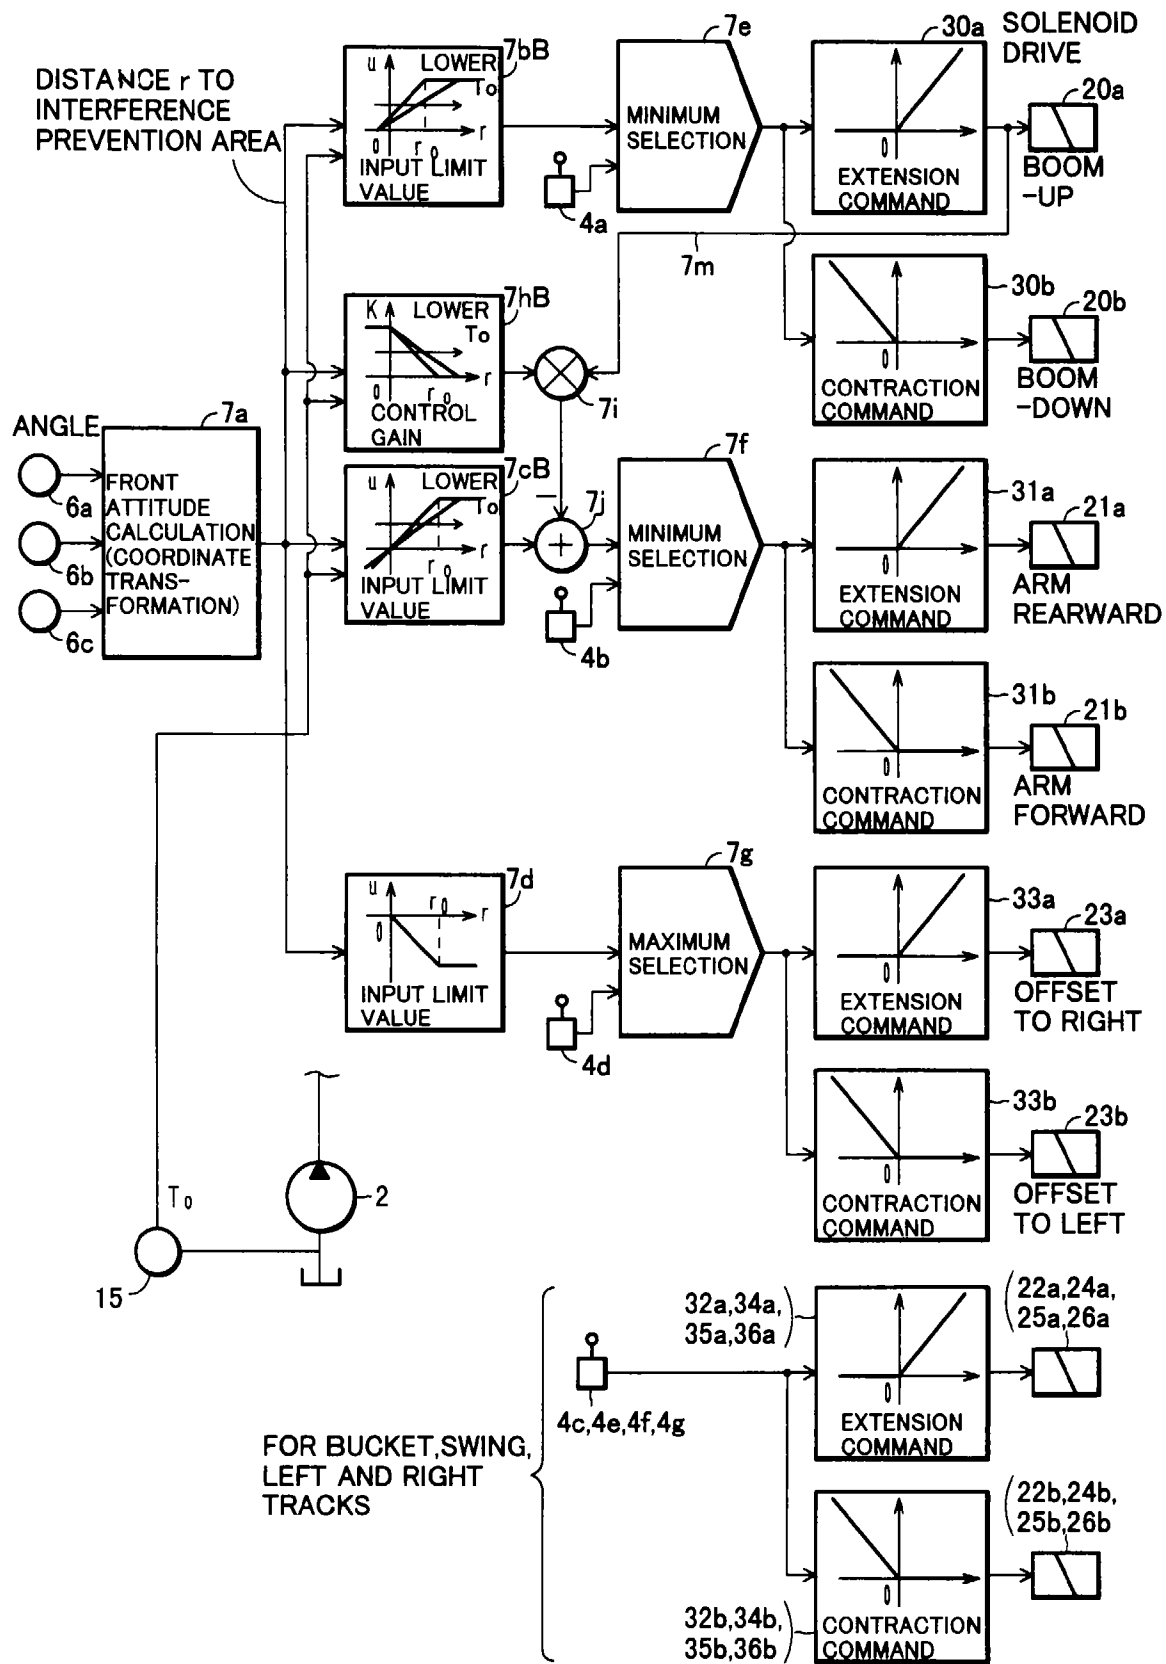 DISTANCE r TO
INTERFERENCE
PREVENTION AREA
7bB
u
LOWER
To
0
r₀
r
INPUT LIMIT
VALUE
7e
MINIMUM
SELECTION
4a
30a
0
EXTENSION
COMMAND
SOLENOID
DRIVE
20a
BOOM
-UP
7m
30b
0
CONTRACTION
COMMAND
20b
BOOM
-DOWN
7hB
K
LOWER
To
0
r₀
r
CONTROL
GAIN
7i
ANGLE
6a
6b
6c
7a
FRONT
ATTITUDE
CALCULATION
(COORDINATE
TRANS-
FORMATION)
7cB
u
LOWER
To
0
r₀
r
INPUT LIMIT
VALUE
−
7j
+
4b
7f
MINIMUM
SELECTION
31a
0
EXTENSION
COMMAND
21a
ARM
REARWARD
31b
0
CONTRACTION
COMMAND
21b
ARM
FORWARD
7d
u
r₀
r
0
INPUT LIMIT
VALUE
7g
MAXIMUM
SELECTION
4d
33a
0
EXTENSION
COMMAND
23a
OFFSET
TO RIGHT
33b
0
CONTRACTION
COMMAND
23b
OFFSET
TO LEFT
T₀
2
15
FOR BUCKET,SWING,
LEFT AND RIGHT
TRACKS
4c,4e,4f,4g
32a,34a,
35a,36a
0
EXTENSION
COMMAND
22a,24a,
25a,26a
32b,34b,
35b,36b
0
CONTRACTION
COMMAND
22b,24b,
25b,26b